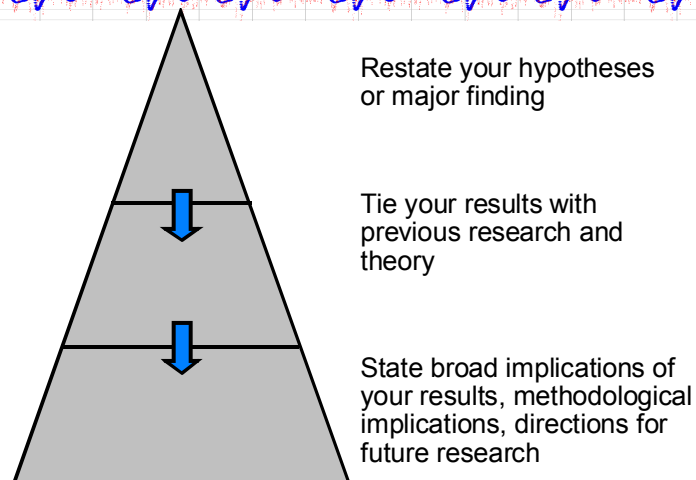 Restate your hypotheses
or major finding
Tie your results with
previous research and
theory
State broad implications of
your results, methodological
implications, directions for
future research